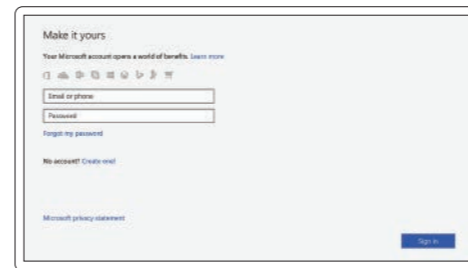 Make it yours
Your Microsoft account opens a world of benefits. Learn more
Email or phone
Password
Forgot my password
No account? Create one!
Microsoft privacy statement
Sign in